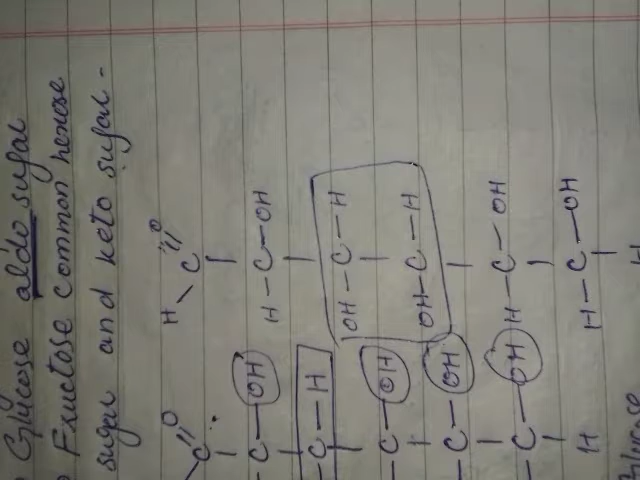 Glucose aldo sugar
Fructose common hexose
sugar and keto sugar -
C=O H-C=O
C-OH H-C-OH
C-H OH-C-H
C-OH OH-C-H
C-OH H-C-OH
C-OH H-C-OH
H H
Glucose